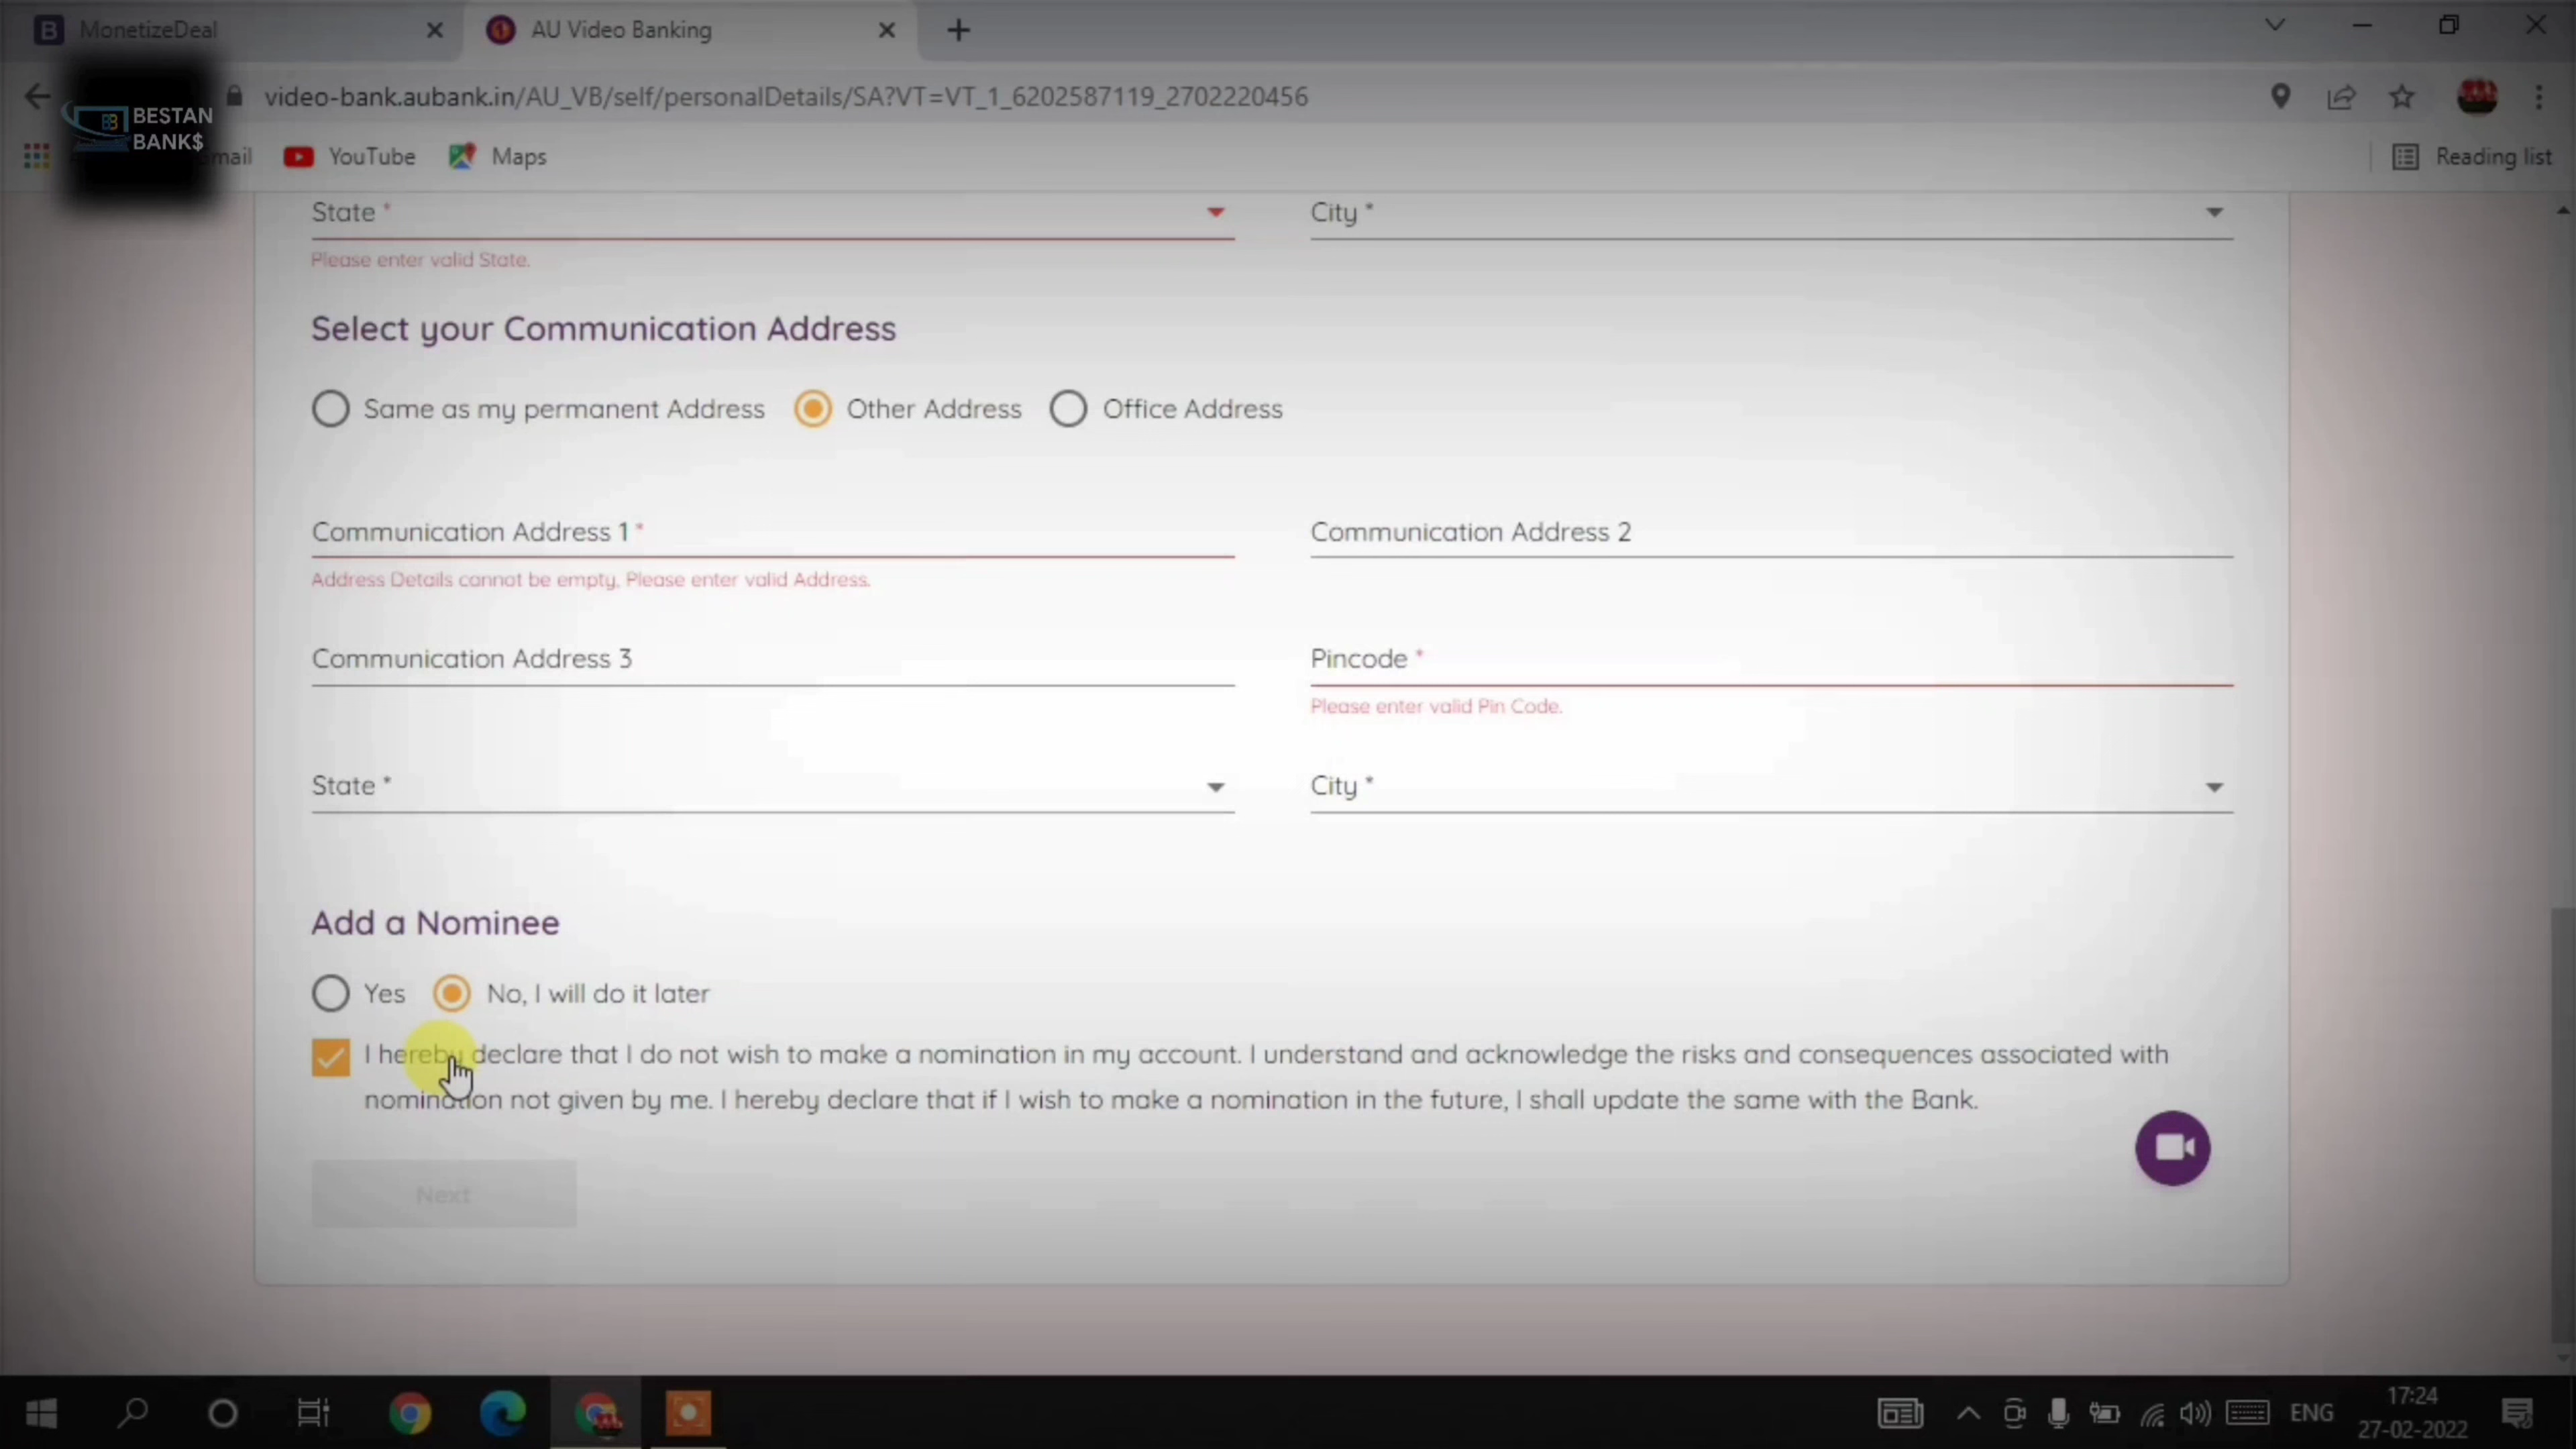 MonetizeDeal
AU Video Banking
video-bank.aubank.in/AU_VB/self/personalDetails/SA?VT=VT_1_6202587119_2702220456
BESTAN
BANK$
YouTube
Maps
Reading list
State *
City *
Please enter valid State.
Select your Communication Address
Same as my permanent Address
Other Address
Office Address
Communication Address 1 *
Communication Address 2
Address Details cannot be empty, Please enter valid Address.
Communication Address 3
Pincode *
Please enter valid Pin Code.
State *
City *
Add a Nominee
Yes
No, I will do it later
I hereby declare that I do not wish to make a nomination in my account. I understand and acknowledge the risks and consequences associated with
nomination not given by me. I hereby declare that if I wish to make a nomination in the future, I shall update the same with the Bank.
Next
ENG
17:24
27-02-2022